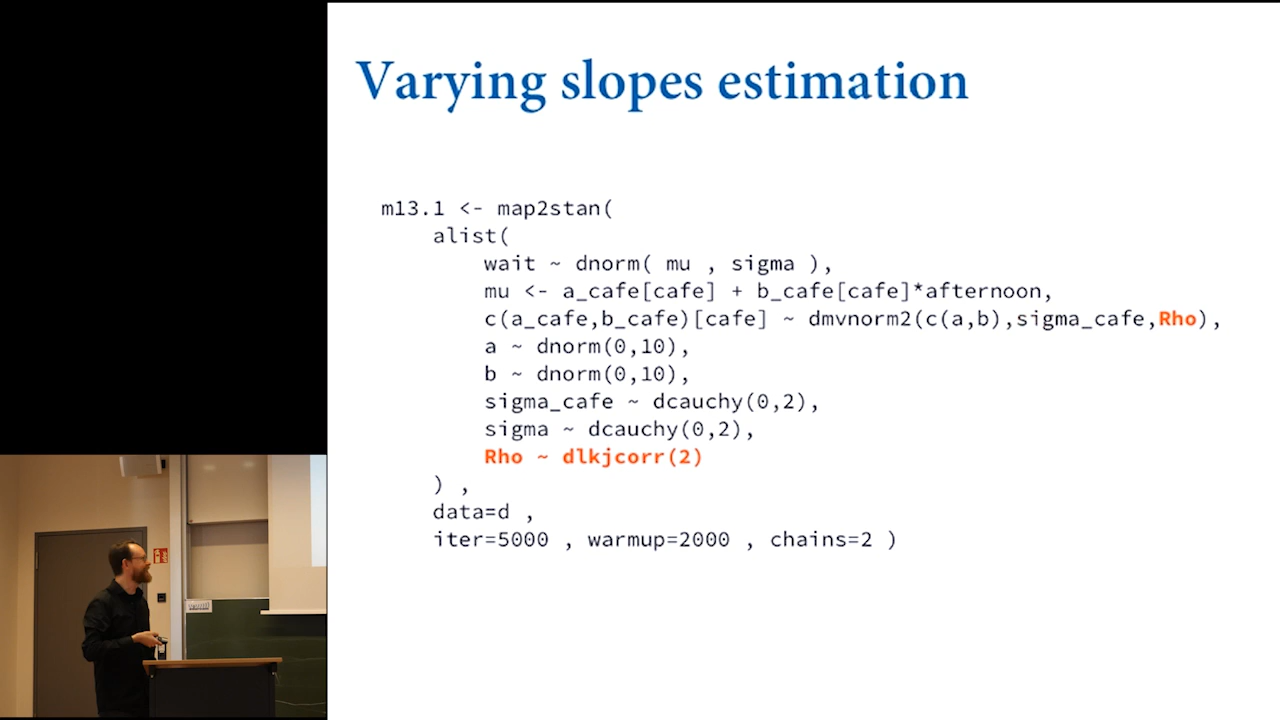 Varying slopes estimation
m13.1 <- map2stan(
alist(
wait ~ dnorm( mu , sigma ),
mu <- a_cafe[cafe] + b_cafe[cafe]*afternoon,
c(a_cafe,b_cafe)[cafe] ~ dmvnorm2(c(a,b),sigma_cafe,Rho),
a ~ dnorm(0,10),
b ~ dnorm(0,10),
sigma_cafe ~ dcauchy(0,2),
sigma ~ dcauchy(0,2),
Rho ~ dlkjcorr(2)
) ,
data=d ,
iter=5000 , warmup=2000 , chains=2 )